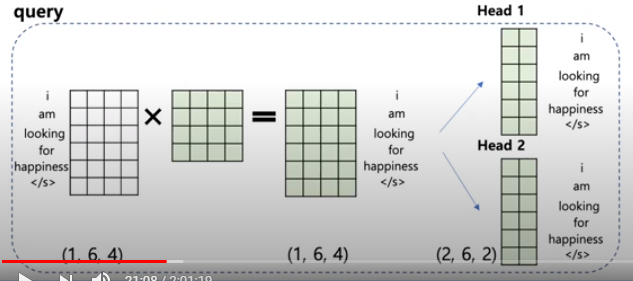 query
i
am
looking
for
happiness
</s>
(1, 6, 4)
×
=
i
am
looking
for
happiness
</s>
(1, 6, 4)
Head 1
i
am
looking
for
happiness
</s>
Head 2
i
am
looking
for
happiness
</s>
(2, 6, 2)
21:08 / 2:01:19